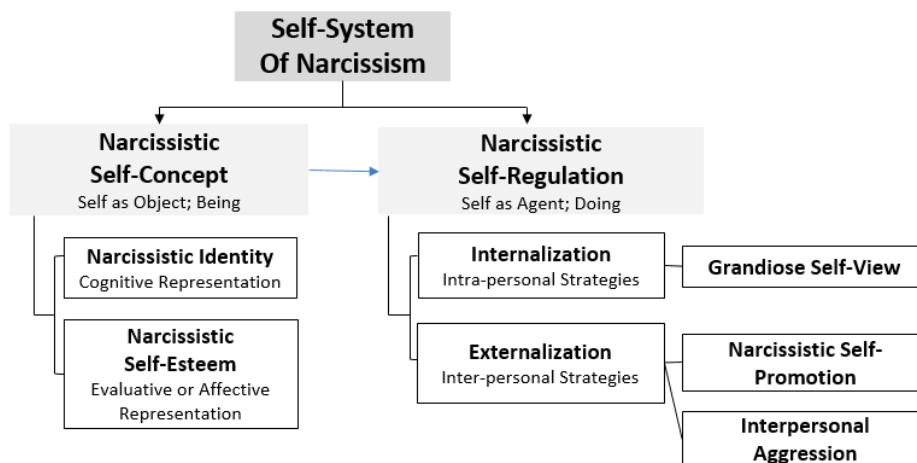 Self-System
Of Narcissism
Narcissistic
Self-Concept
Self as Object; Being
Narcissistic
Self-Regulation
Self as Agent; Doing
Narcissistic Identity
Cognitive Representation
Narcissistic
Self-Esteem
Evaluative or Affective
Representation
Internalization
Intra-personal Strategies
Grandiose Self-View
Externalization
Inter-personal Strategies
Narcissistic Self-
Promotion
Interpersonal
Aggression